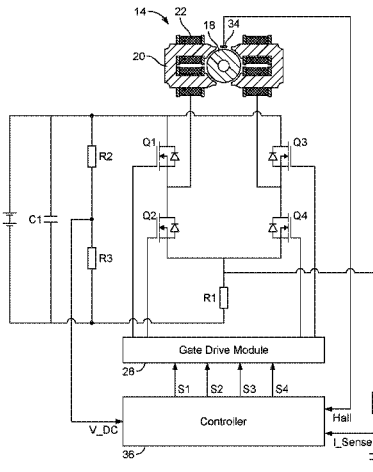 14
22
18
34
20
Q1
Q3
R2
C1
Q2
Q4
R3
R1
Gate Drive Module
28
S1 S2 S3 S4
Hall
Controller
V_DC
I_Sense
36